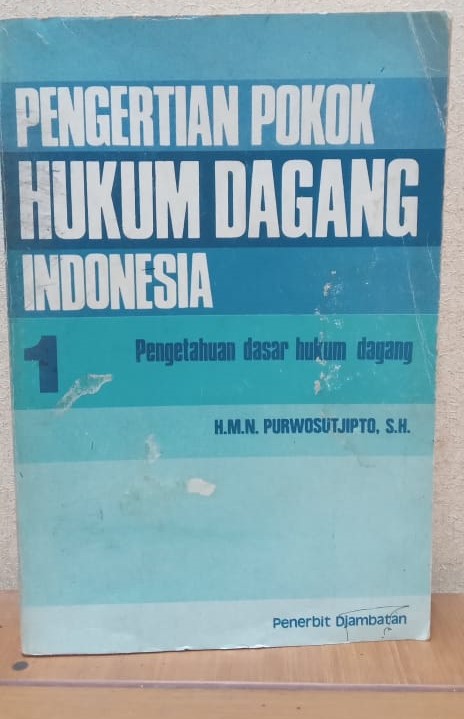 PENGERTIAN POKOK
HUKUM DAGANG
INDONESIA
1 Pengetahuan dasar hukum dagang
H.M.N. PURWOSUTJIPTO, S.H.
Penerbit Djambatan